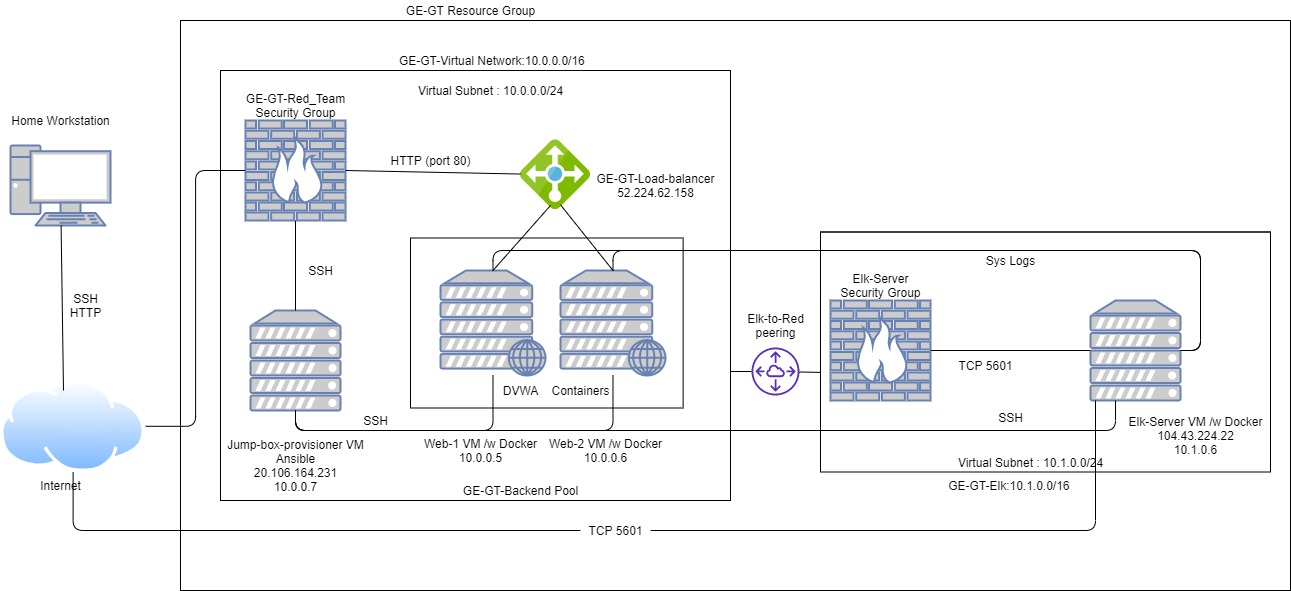 GE-GT Resource Group
GE-GT-Virtual Network:10.0.0.0/16
Virtual Subnet : 10.0.0.0/24
GE-GT-Red_Team
Security Group
Home Workstation
HTTP (port 80)
GE-GT-Load-balancer
52.224.62.158
SSH
SSH
HTTP
Sys Logs
Elk-Server
Security Group
Elk-to-Red
peering
TCP 5601
DVWA
Containers
SSH
SSH
Jump-box-provisioner VM
Ansible
20.106.164.231
10.0.0.7
Web-1 VM /w Docker
10.0.0.5
Web-2 VM /w Docker
10.0.0.6
Elk-Server VM /w Docker
104.43.224.22
10.1.0.6
Virtual Subnet : 10.1.0.0/24
GE-GT-Elk:10.1.0.0/16
GE-GT-Backend Pool
Internet
TCP 5601